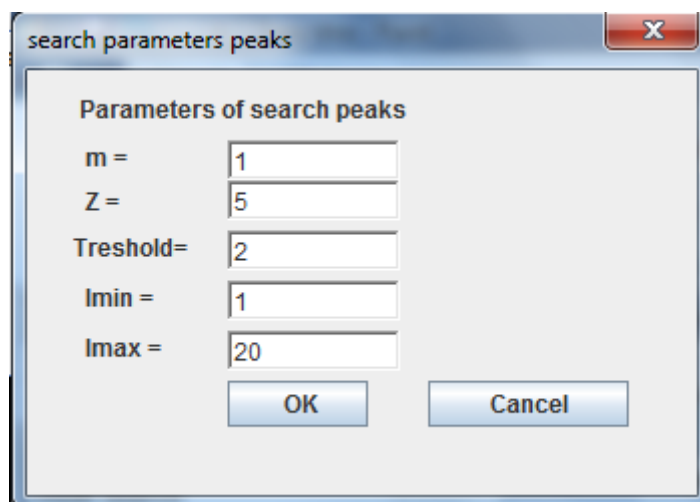 search parameters peaks
Parameters of search peaks
m = 1
Z = 5
Treshold= 2
Imin = 1
Imax = 20
OK Cancel